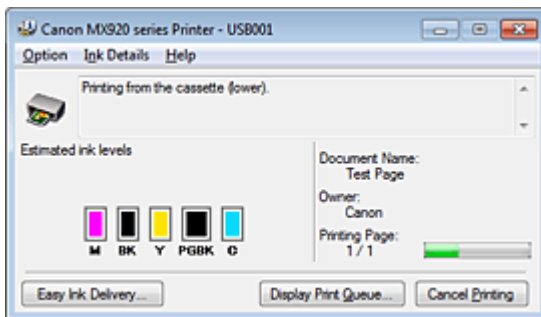 Canon MX920 series Printer - USB001
Option Ink Details Help
Printing from the cassette (lower).
Estimated ink levels
Document Name:
Test Page
Owner:
Canon
Printing Page:
1 / 1
M BK Y PGBK C
Easy Ink Delivery... Display Print Queue... Cancel Printing